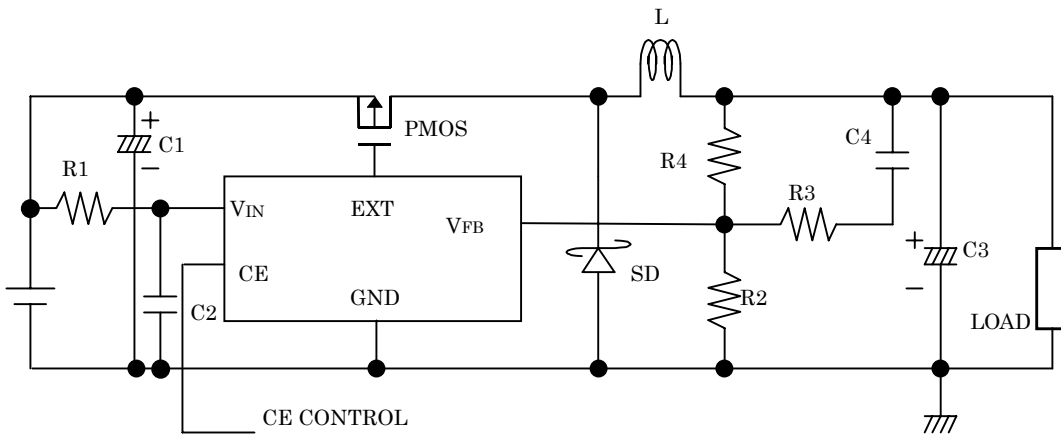 L
+
C1
PMOS
C4
R4
R1
R3
VIN
EXT
VFB
+
C3
CE
SD
GND
R2
C2
LOAD
CE CONTROL